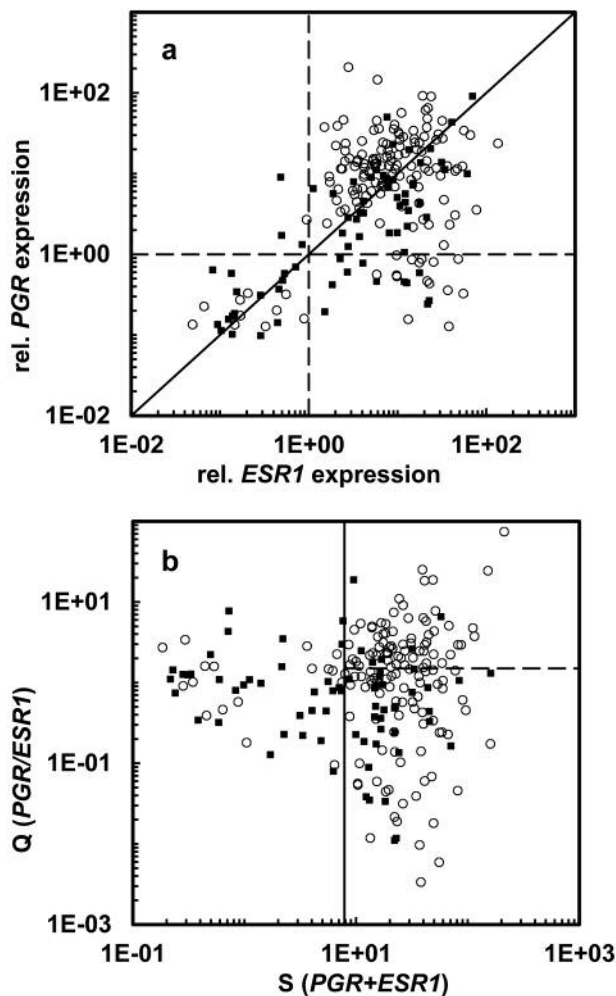 a
1E+02
1E+00
1E-02
rel. PGR expression
1E-02 1E+00 1E+02
rel. ESR1 expression
b
1E+01
1E-01
1E-03
Q (PGR/ESR1)
1E-01 1E+01 1E+03
S (PGR+ESR1)